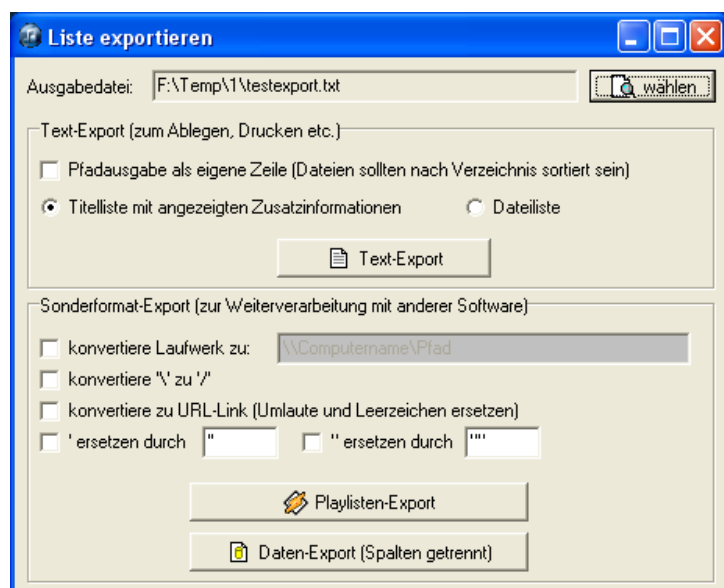 Liste exportieren
Ausgabedatei: F:\Temp\1\testexport.txt wählen
Text-Export (zum Ablegen, Drucken etc.)
Pfadausgabe als eigene Zeile (Dateien sollten nach Verzeichnis sortiert sein)
Titelliste mit angezeigten Zusatzinformationen Dateiliste
Text-Export
Sonderformat-Export (zur Weiterverarbeitung mit anderer Software)
konvertiere Laufwerk zu: \\Computername\Pfad
konvertiere '\' zu '/'
konvertiere zu URL-Link (Umlaute und Leerzeichen ersetzen)
' ersetzen durch '' '' ersetzen durch ''''
Playlisten-Export
Daten-Export (Spalten getrennt)